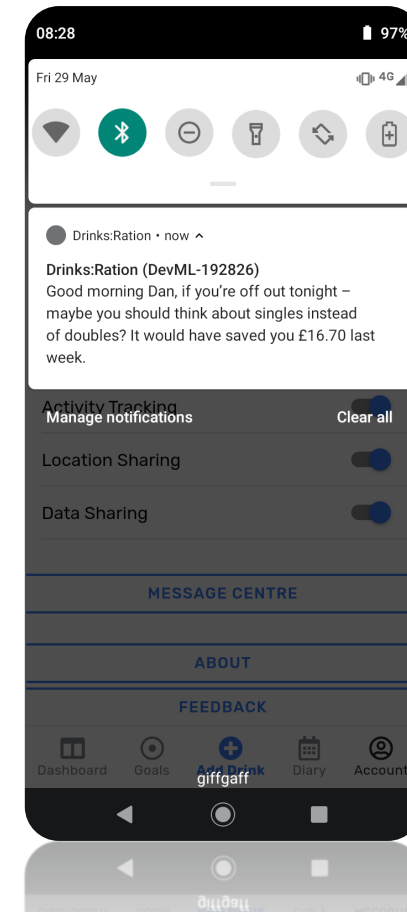 08:28 97%
Fri 29 May 4G
Drinks:Ration • now
Drinks:Ration (DevML-192826)
Good morning Dan, if you’re off out tonight –
maybe you should think about singles instead
of doubles? It would have saved you £16.70 last
week.
Activity Tracking
Manage notifications Clear all
Location Sharing
Data Sharing
MESSAGE CENTRE
ABOUT
FEEDBACK
Dashboard Goals Add Drink Diary Account
giffgaff
giffgaff